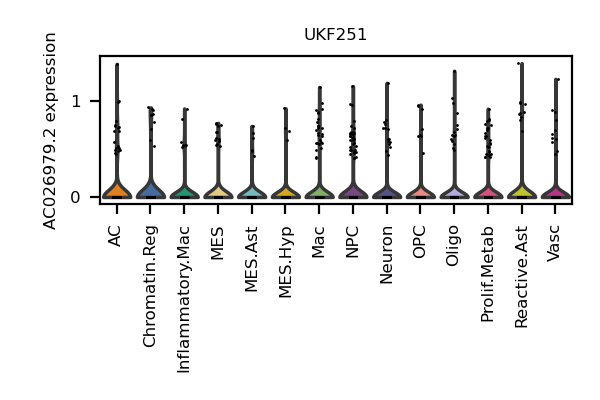 UKF251
AC026979.2 expression
1
0
AC
Chromatin.Reg
Inflammatory.Mac
MES
MES.Ast
MES.Hyp
Mac
NPC
Neuron
OPC
Oligo
Prolif.Metab
Reactive.Ast
Vasc